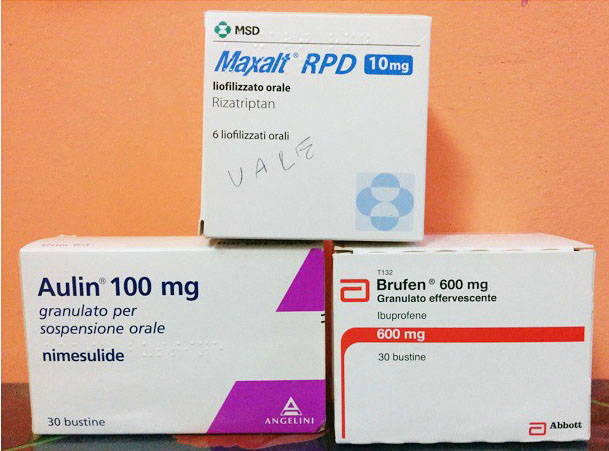 MSD
Maxalt® RPD 10mg
liofilizzato orale
Rizatriptan
6 liofilizzati orali
VALE
Aulin® 100 mg
granulato per
sospensione orale
nimesulide
30 bustine
ANGELINI
T132
Brufen® 600 mg
Granulato effervescente
Ibuprofene
600 mg
30 bustine
Abbott